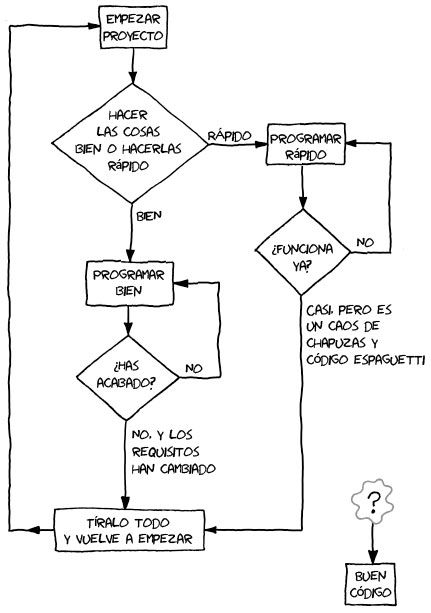 EMPEZAR
PROYECTO
HACER
LAS COSAS
BIEN O HACERLAS
RÁPIDO
RÁPIDO
PROGRAMAR
RÁPIDO
BIEN
NO
¿FUNCIONA
YA?
PROGRAMAR
BIEN
CASI, PERO ES
UN CAOS DE
CHAPUZAS Y
CÓDIGO ESPAGUETTI
¿HAS
ACABADO?
NO
NO, Y LOS
REQUISITOS
HAN CAMBIADO
TÍRALO TODO
Y VUELVE A EMPEZAR
?
BUEN
CÓDIGO